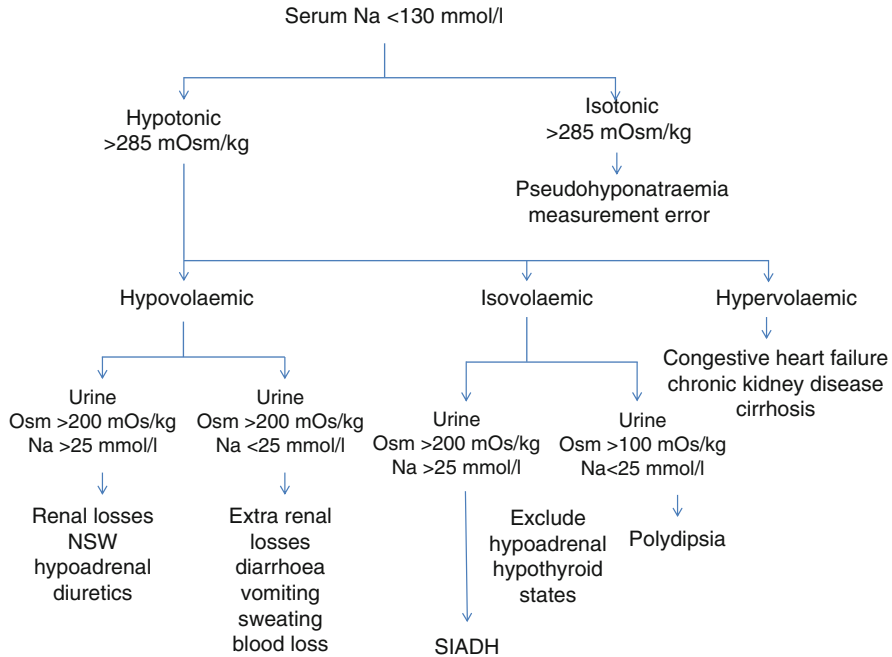 Serum Na <130 mmol/l
Hypotonic
>285 mOsm/kg
Isotonic
>285 mOsm/kg
Pseudohyponatraemia
measurement error
Hypovolaemic
Isovolaemic
Hypervolaemic
Congestive heart failure
chronic kidney disease
cirrhosis
Urine
Osm >200 mOs/kg
Na >25 mmol/l
Urine
Osm >200 mOs/kg
Na <25 mmol/l
Urine
Osm >200 mOs/kg
Na >25 mmol/l
Urine
Osm >100 mOs/kg
Na<25 mmol/l
Renal losses
NSW
hypoadrenal
diuretics
Extra renal
losses
diarrhoea
vomiting
sweating
blood loss
Exclude
hypoadrenal
hypothyroid
states
Polydipsia
SIADH